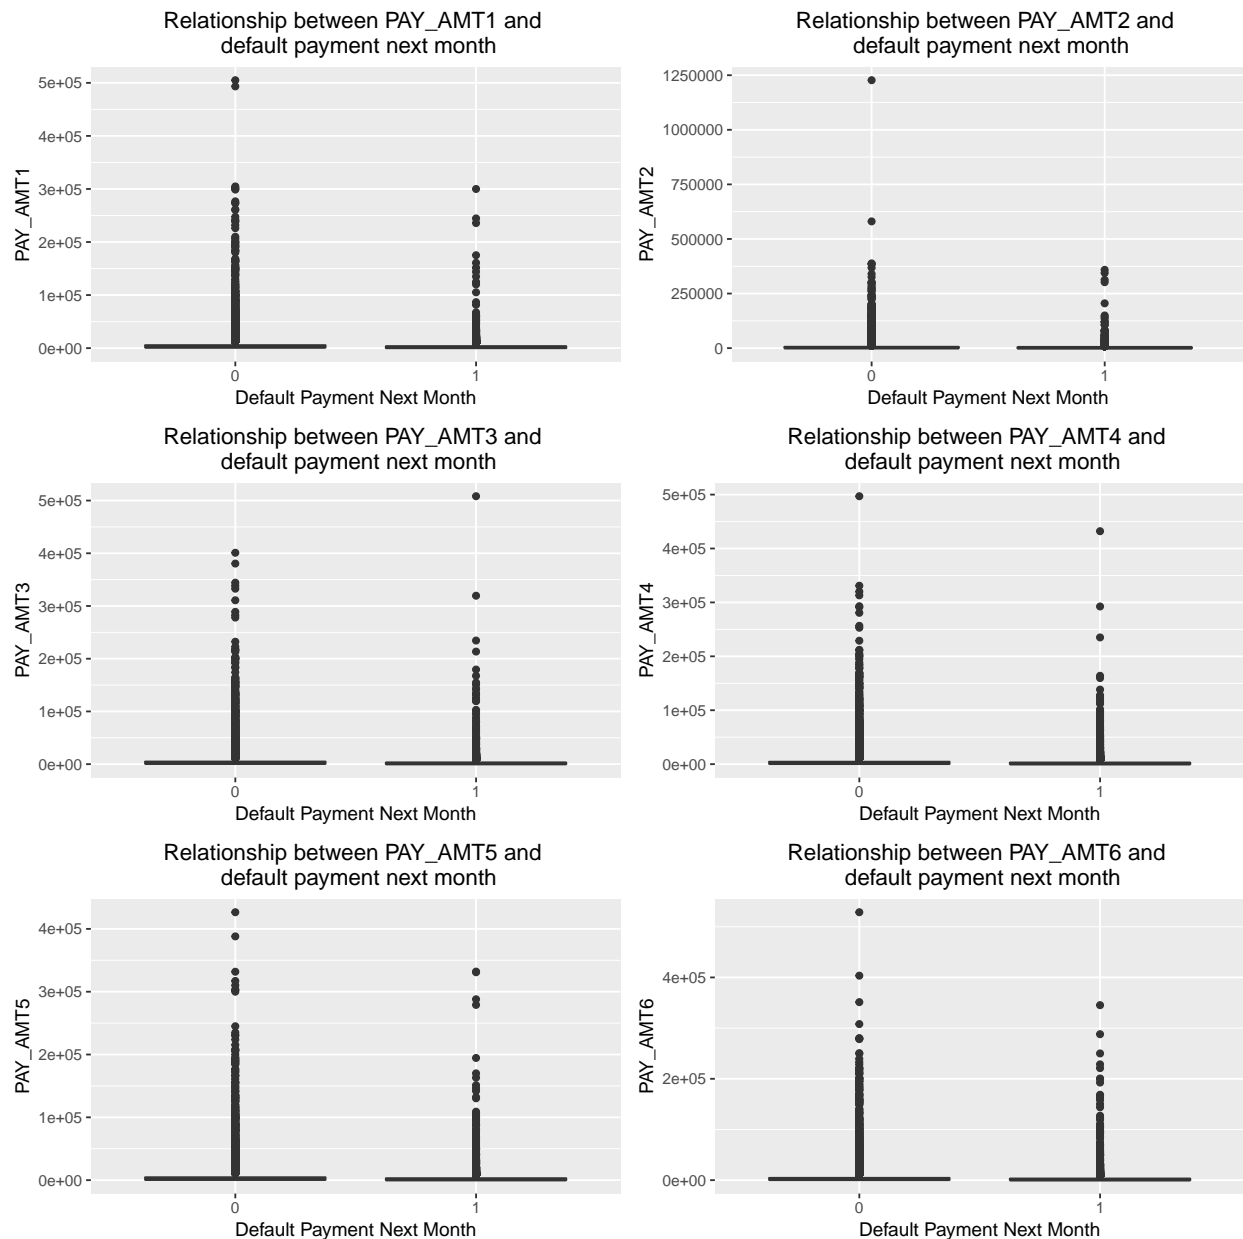 Relationship between PAY_AMT1 and
default payment next month
5e+05
4e+05
3e+05
2e+05
1e+05
0e+00
PAY_AMT1
0
1
Default Payment Next Month
Relationship between PAY_AMT2 and
default payment next month
1250000
1000000
750000
500000
250000
0
PAY_AMT2
0
1
Default Payment Next Month
Relationship between PAY_AMT3 and
default payment next month
5e+05
4e+05
3e+05
2e+05
1e+05
0e+00
PAY_AMT3
0
1
Default Payment Next Month
Relationship between PAY_AMT4 and
default payment next month
5e+05
4e+05
3e+05
2e+05
1e+05
0e+00
PAY_AMT4
0
1
Default Payment Next Month
Relationship between PAY_AMT5 and
default payment next month
4e+05
3e+05
2e+05
1e+05
0e+00
PAY_AMT5
0
1
Default Payment Next Month
Relationship between PAY_AMT6 and
default payment next month
4e+05
2e+05
0e+00
PAY_AMT6
0
1
Default Payment Next Month